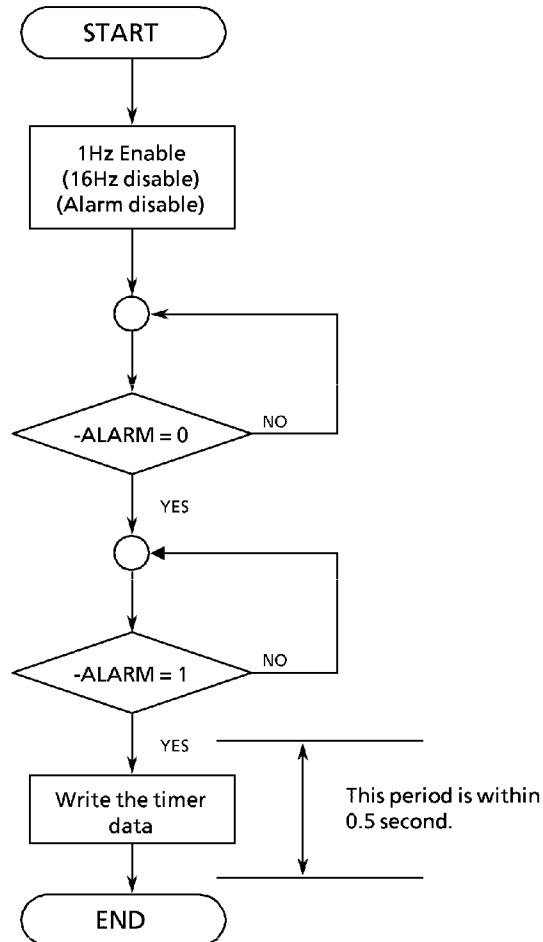 START
1Hz Enable
(16Hz disable)
(Alarm disable)
-ALARM = 0
NO
YES
-ALARM = 1
NO
YES
Write the timer
data
This period is within
0.5 second.
END